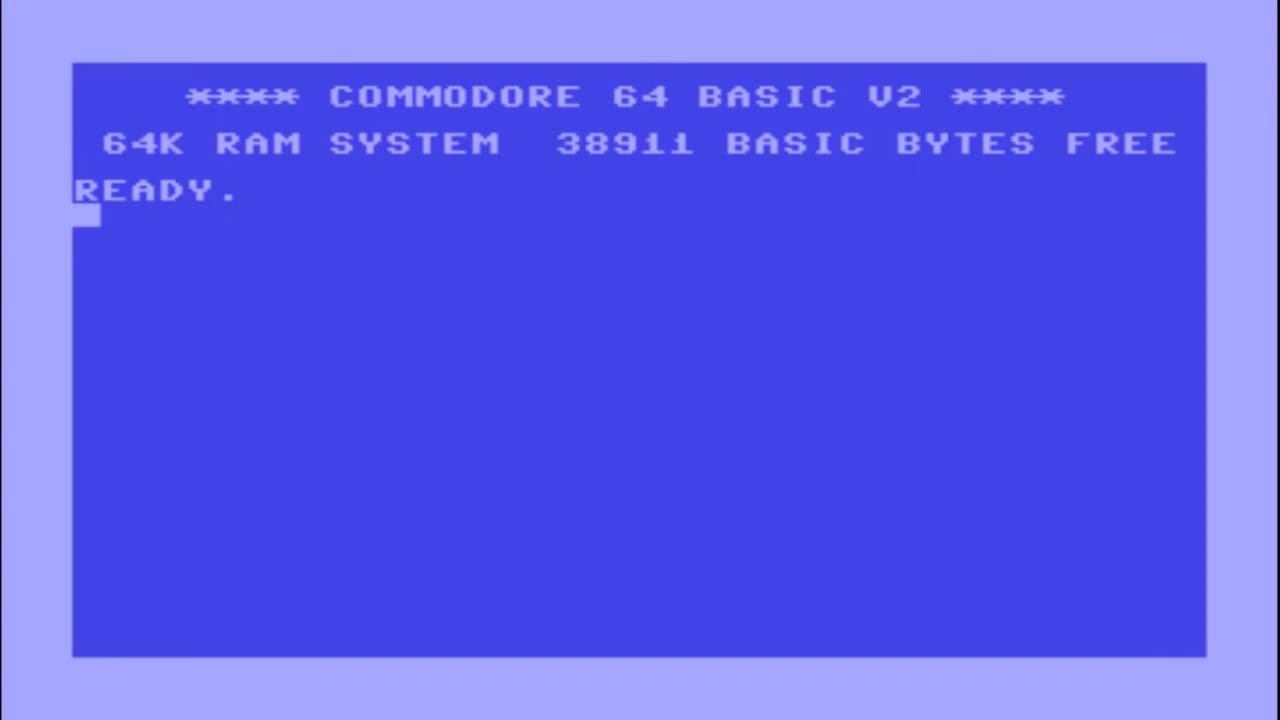 **** COMMODORE 64 BASIC V2 ****
64K RAM SYSTEM  38911 BASIC BYTES FREE
READY.